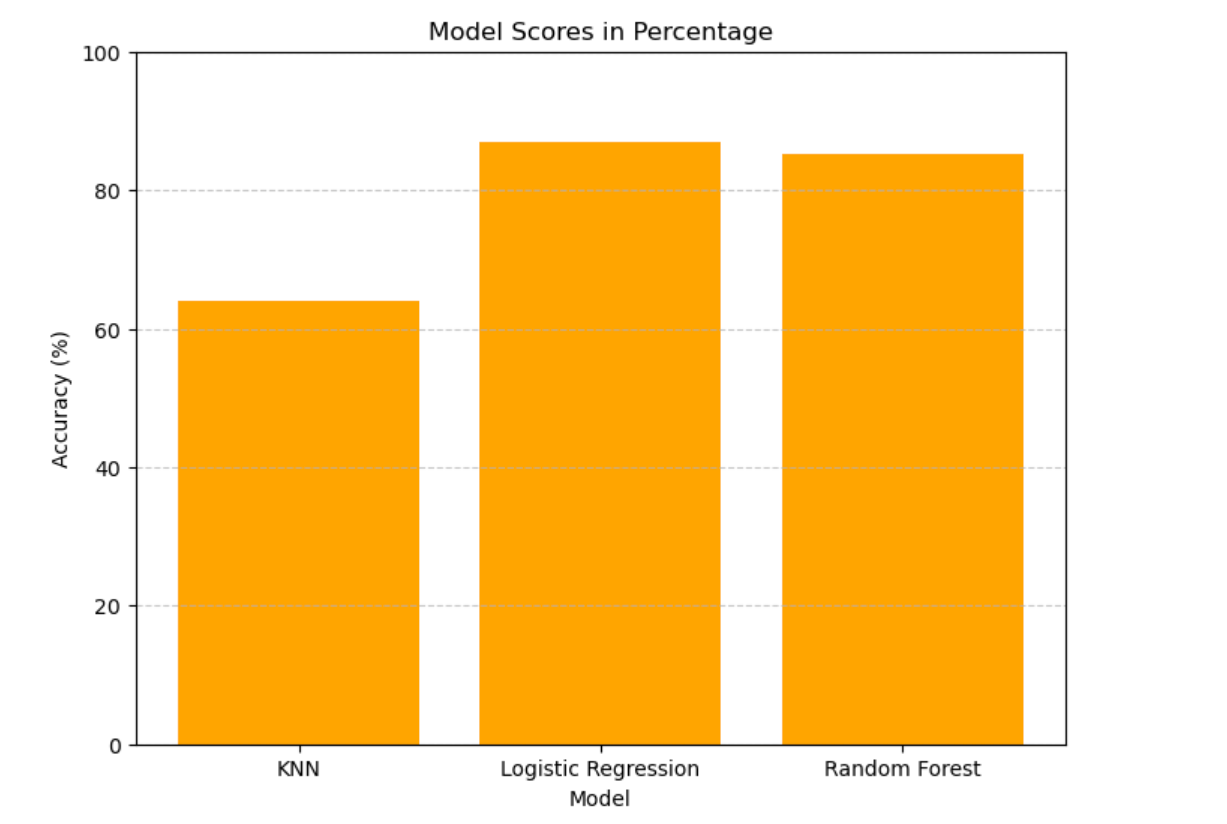 Model Scores in Percentage
100
80
60
40
20
0
Accuracy (%)
KNN Logistic Regression Random Forest
Model